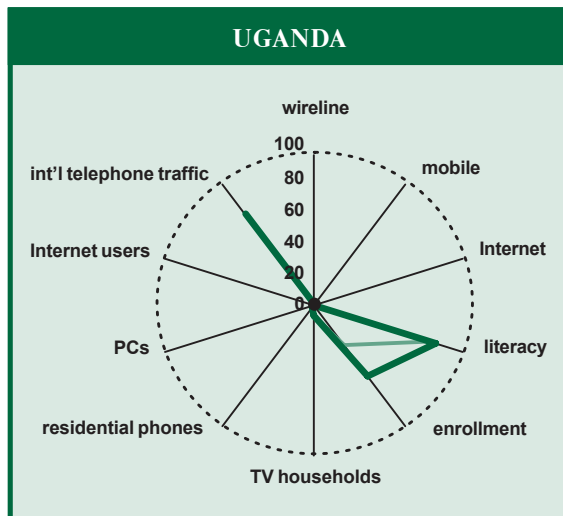 UGANDA
wireline
100
80
60
40
20
0
mobile
Internet
literacy
enrollment
TV households
residential phones
PCs
Internet users
int'l telephone traffic